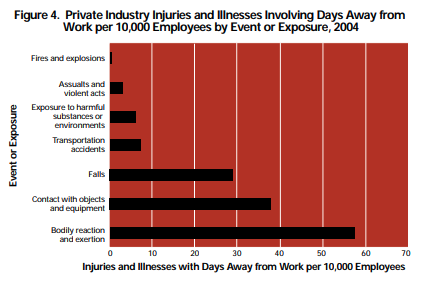 Figure 4. Private Industry Injuries and Illnesses Involving Days Away from
Work per 10,000 Employees by Event or Exposure, 2004
Event or Exposure
Fires and explosions
Assualts and
violent acts
Exposure to harmful
substances or
environments
Transportation
accidents
Falls
Contact with objects
and equipment
Bodily reaction
and exertion
0 10 20 30 40 50 60 70
Injuries and Illnesses with Days Away from Work per 10,000 Employees